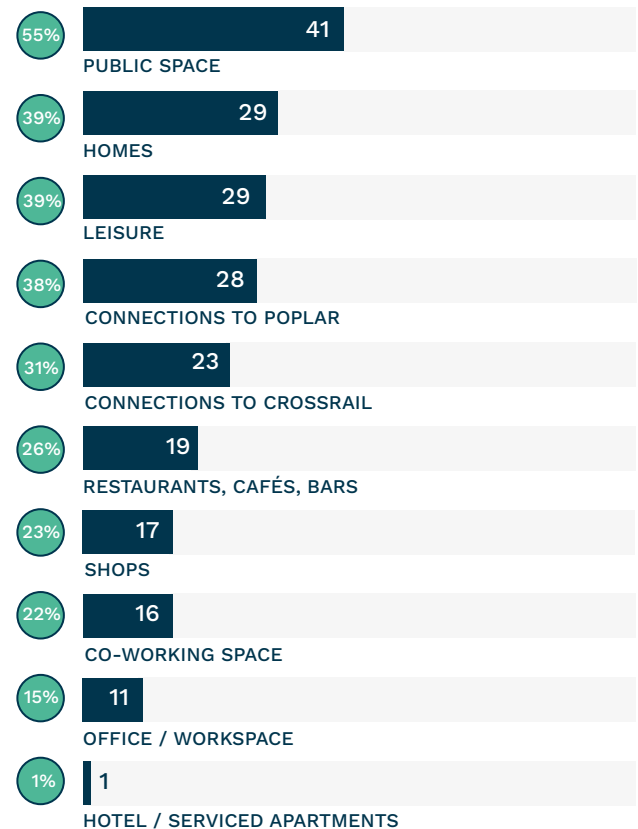 55%
41
PUBLIC SPACE
39%
29
HOMES
39%
29
LEISURE
38%
28
CONNECTIONS TO POPLAR
31%
23
CONNECTIONS TO CROSSRAIL
26%
19
RESTAURANTS, CAFÉS, BARS
23%
17
SHOPS
22%
16
CO-WORKING SPACE
15%
11
OFFICE / WORKSPACE
1%
1
HOTEL / SERVICED APARTMENTS